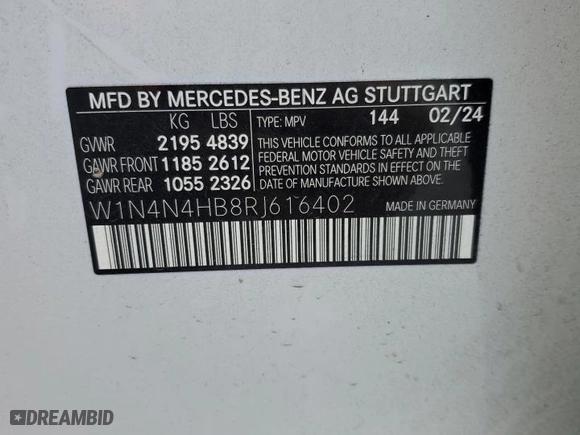 MFD BY MERCEDES-BENZ AG STUTTGART
KG LBS TYPE: MPV 144 02/24
GVWR 2195 4839
GAWR FRONT 1185 2612
GAWR REAR 1055 2326
THIS VEHICLE CONFORMS TO ALL APPLICABLE
FEDERAL MOTOR VEHICLE SAFETY AND THEFT
PREVENTION STANDARDS IN EFFECT ON THE
DATE OF MANUFACTURE SHOWN ABOVE.
W1N4N4HB8RJ616402 MADE IN GERMANY
DREAMBID